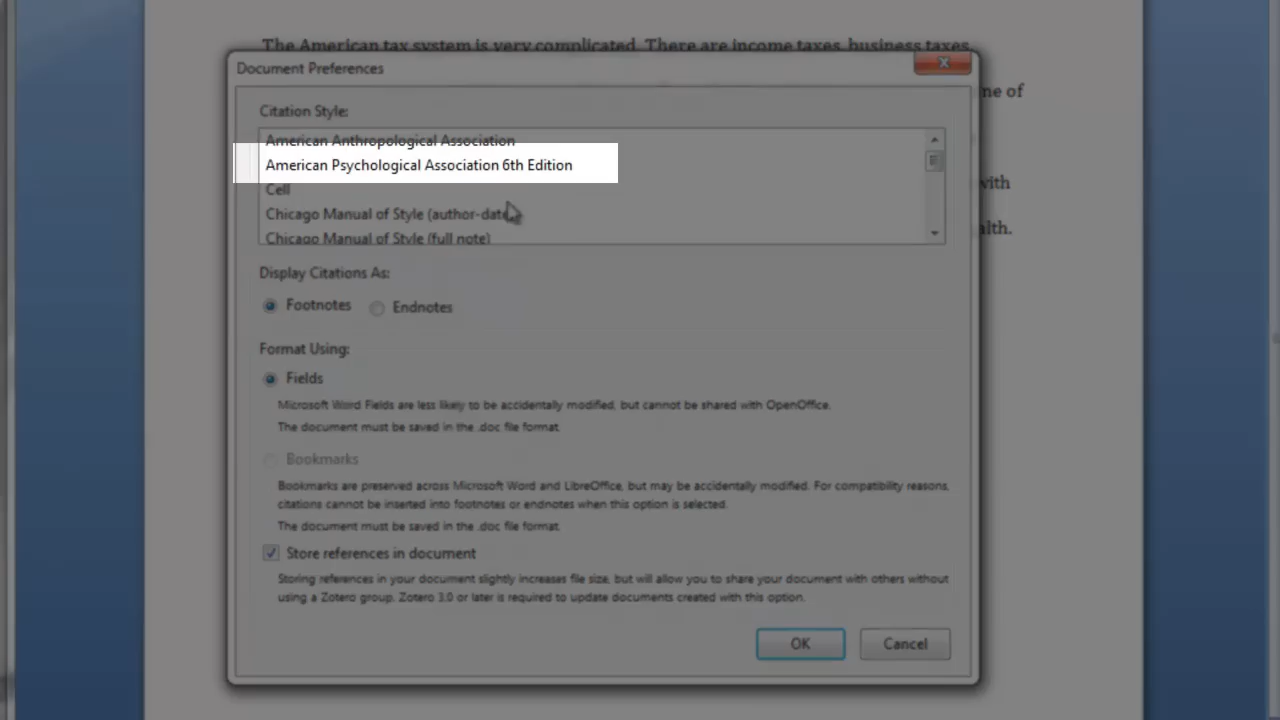 The American tax system is very complicated. There are income taxes, business taxes,
Document Preferences
ne of
Citation Style:
American Anthropological Association
American Psychological Association 6th Edition
Cell
with
Chicago Manual of Style (author-date)
alth.
Chicago Manual of Style (full note)
Display Citations As:
Footnotes Endnotes
Format Using:
Fields
Microsoft Word Fields are less likely to be accidentally modified, but cannot be shared with OpenOffice.
The document must be saved in the .doc file format.
Bookmarks
Bookmarks are preserved across Microsoft Word and LibreOffice, but may be accidentally modified. For compatibility reasons,
citations cannot be inserted into footnotes or endnotes when this option is selected.
The document must be saved in the .doc file format.
Store references in document
Storing references in your document slightly increases file size, but will allow you to share your document with others without
using a Zotero group. Zotero 3.0 or later is required to update documents created with this option.
OK Cancel